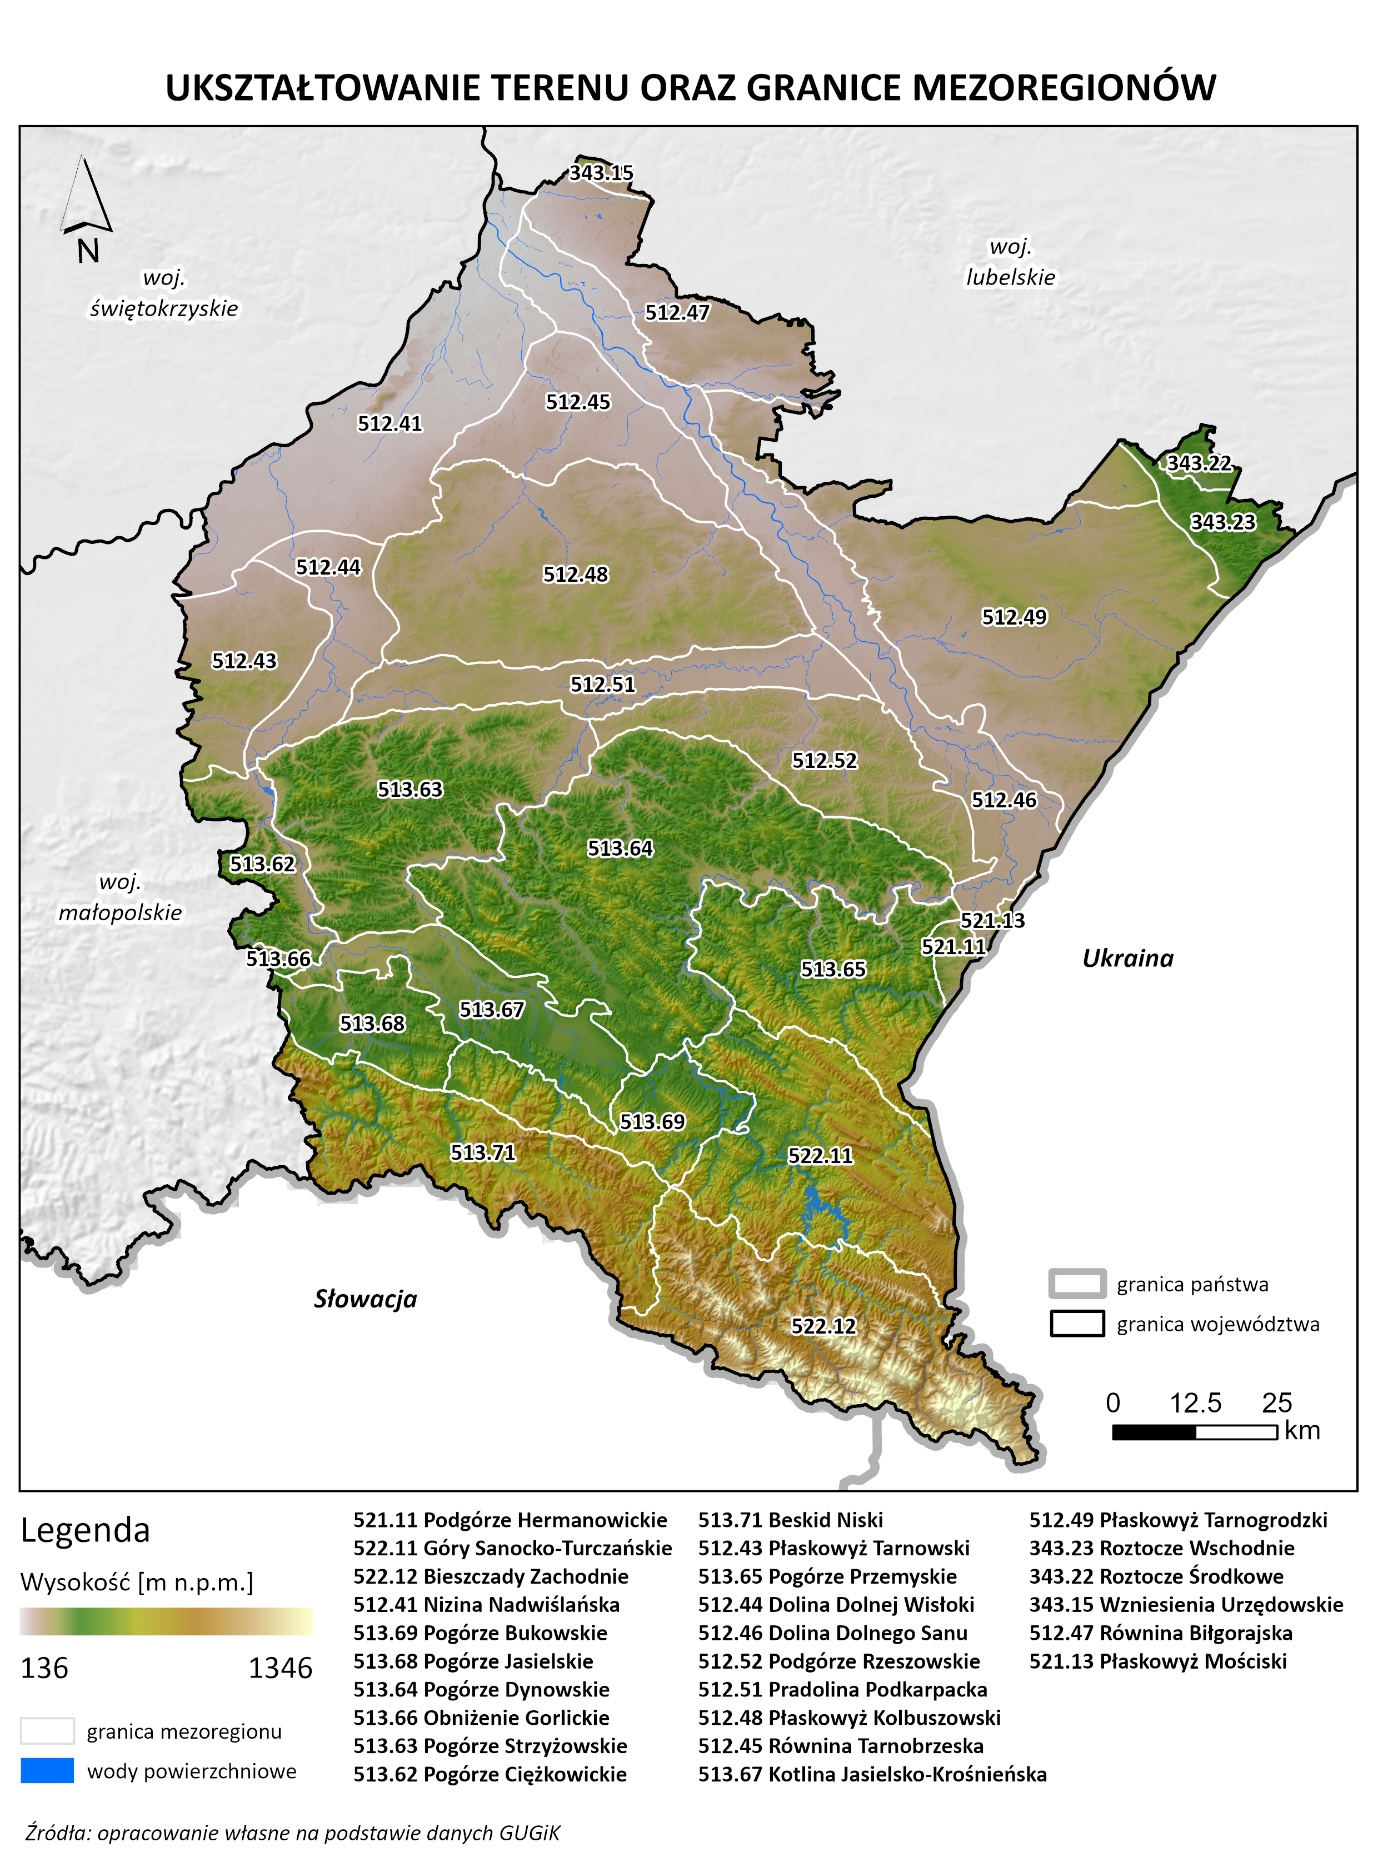 UKSZTAŁTOWANIE TERENU ORAZ GRANICE MEZOREGIONÓW
343.15
N
woj.
świętokrzyskie
woj.
lubelskie
512.47
512.45
512.41
343.22
343.23
512.44
512.48
512.49
512.43
512.51
512.52
513.63
512.46
513.64
513.62
woj.
małopolskie
521.13
521.11
513.66
513.65
Ukraina
513.67
513.68
513.69
513.71
522.11
granica państwa
Słowacja
granica województwa
522.12
0 12.5 25
km
Legenda
Wysokość [m n.p.m.]
136 1346
granica mezoregionu
wody powierzchniowe
521.11 Podgórze Hermanowickie
522.11 Góry Sanocko-Turczańskie
522.12 Bieszczady Zachodnie
512.41 Nizina Nadwiślańska
513.69 Pogórze Bukowskie
513.68 Pogórze Jasielskie
513.64 Pogórze Dynowskie
513.66 Obniżenie Gorlickie
513.63 Pogórze Strzyżowskie
513.62 Pogórze Ciężkowickie
513.71 Beskid Niski
512.43 Płaskowyż Tarnowski
513.65 Pogórze Przemyskie
512.44 Dolina Dolnej Wisłoki
512.46 Dolina Dolnego Sanu
512.52 Podgórze Rzeszowskie
512.51 Pradolina Podkarpacka
512.48 Płaskowyż Kolbuszowski
512.45 Równina Tarnobrzeska
513.67 Kotlina Jasielsko-Krośnieńska
512.49 Płaskowyż Tarnogrodzki
343.23 Roztocze Wschodnie
343.22 Roztocze Środkowe
343.15 Wzniesienia Urzędowskie
512.47 Równina Biłgorajska
521.13 Płaskowyż Mościski
Źródła: opracowanie własne na podstawie danych GUGiK